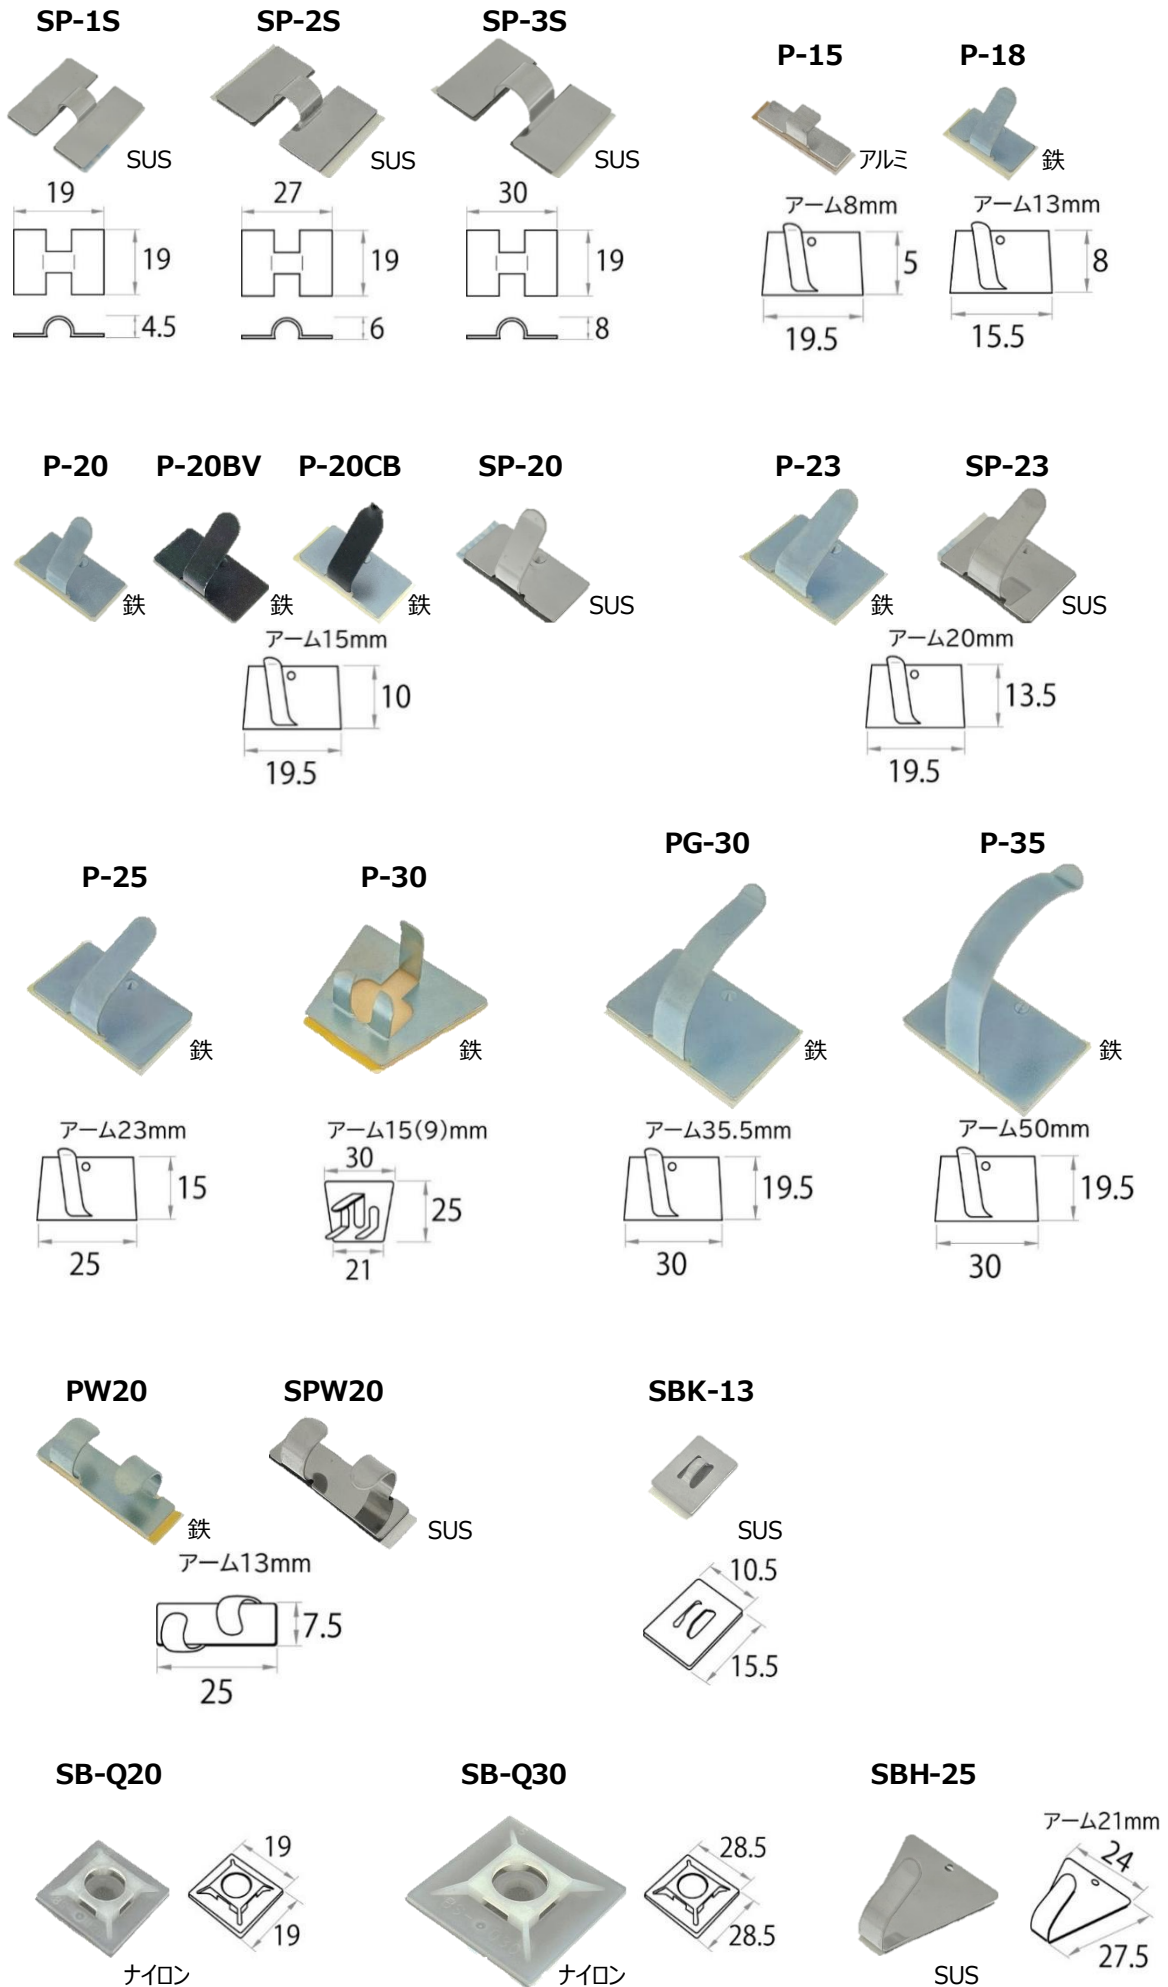 SP-1S SP-2S SP-3S
P-15 P-18
SUS SUS SUS アルミ 鉄
19 27 30
アーム8mm アーム13mm
19 19 19 5 8
4.5 6 8
19.5 15.5
P-20 P-20BV P-20CB SP-20 P-23 SP-23
鉄 鉄 鉄 SUS 鉄 SUS
アーム15mm アーム20mm
10 13.5
19.5 19.5
PG-30 P-35
P-25 P-30
鉄 鉄 鉄 鉄
アーム23mm アーム15(9)mm アーム35.5mm アーム50mm
30
15 25 19.5 19.5
25 21 30 30
PW20 SPW20 SBK-13
鉄 SUS SUS
アーム13mm 10.5
7.5
15.5
25
SB-Q20 SB-Q30 SBH-25
アーム21mm
19 28.5 24
19 28.5
27.5
ナイロン ナイロン SUS